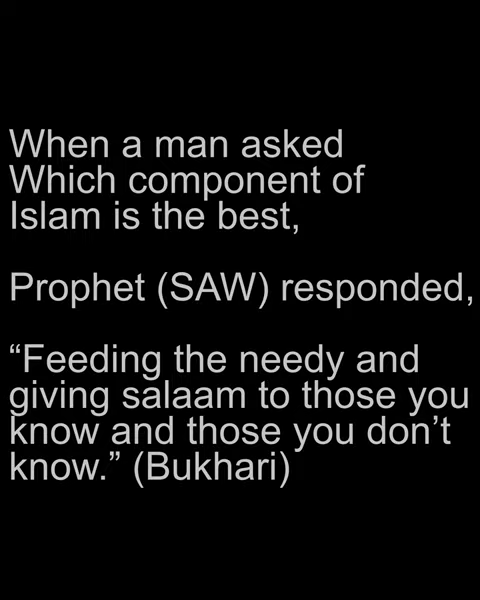 When a man asked
Which component of
Islam is the best,
Prophet (SAW) responded,
“Feeding the needy and
giving salaam to those you
know and those you don’t
know.” (Bukhari)